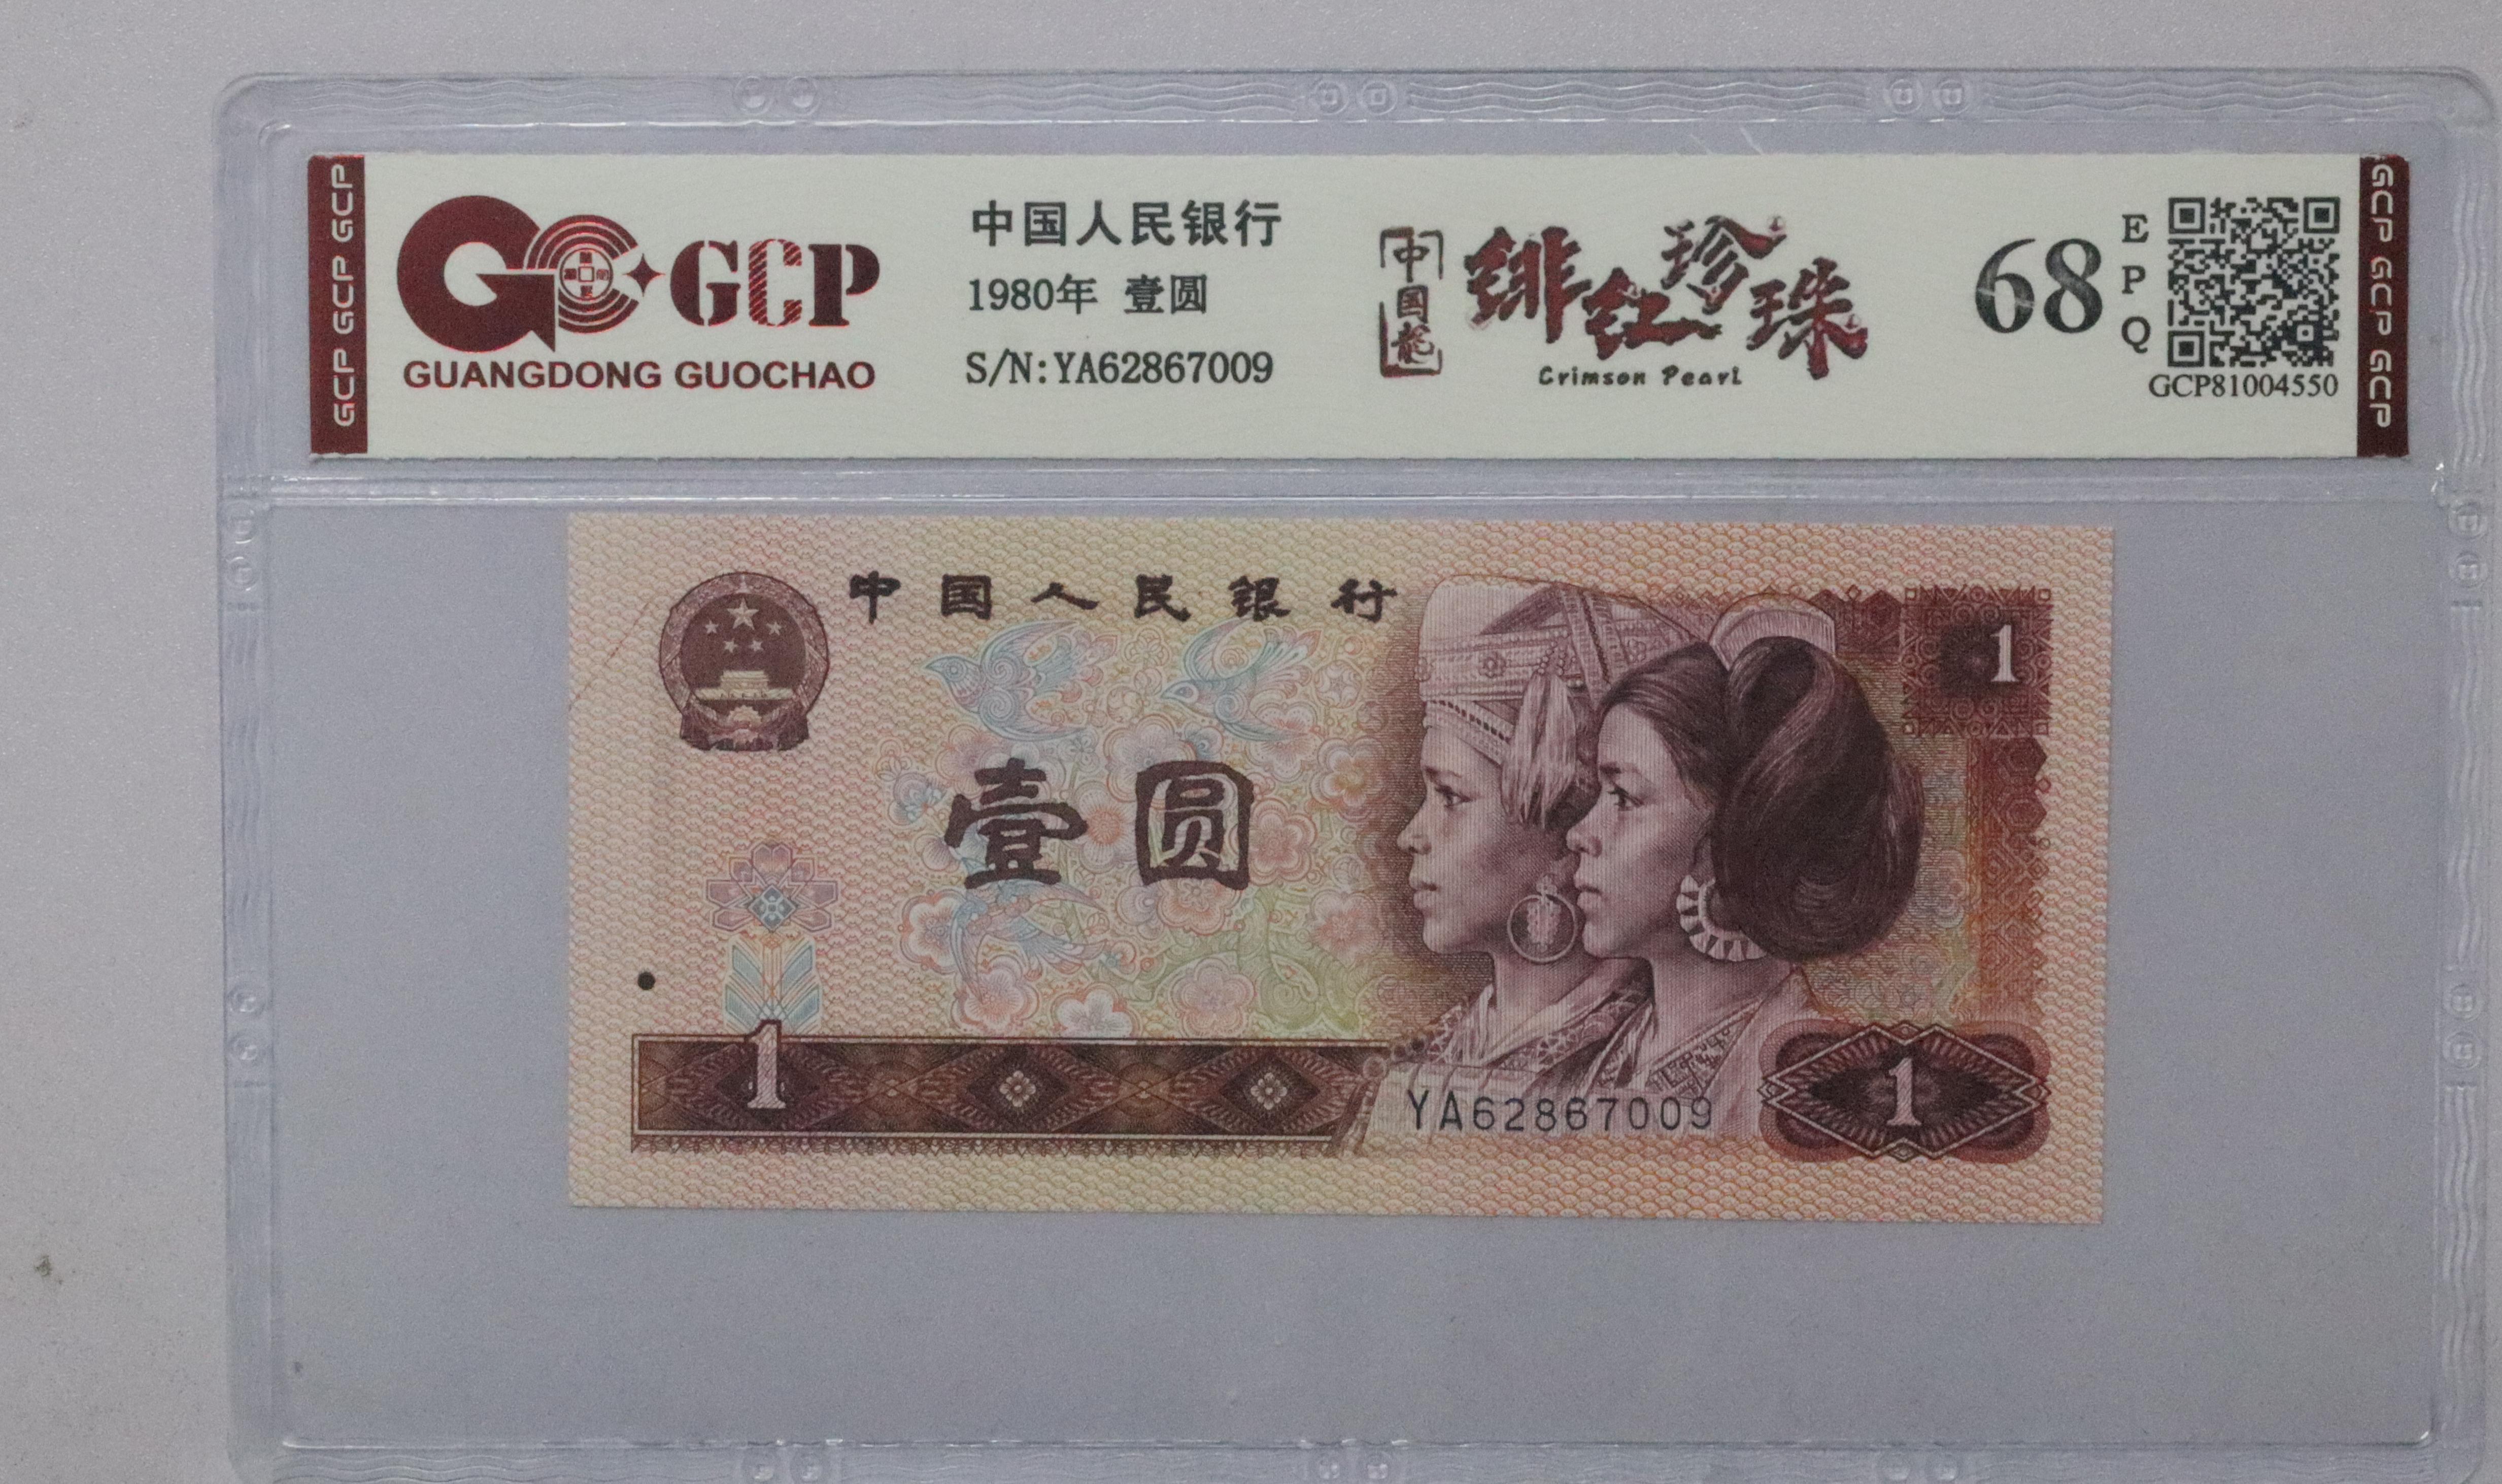 GCP GCP GCP
GCP
GUANGDONG GUOCHAO
中国人民银行
1980年 壹圆
S/N:YA62867009
中国龍
绯红珍珠
Crimson Pearl
68
EPQ
GCP81004550
GCP GCP GCP
中国人民银行
1
壹圆
1
YA62867009
1